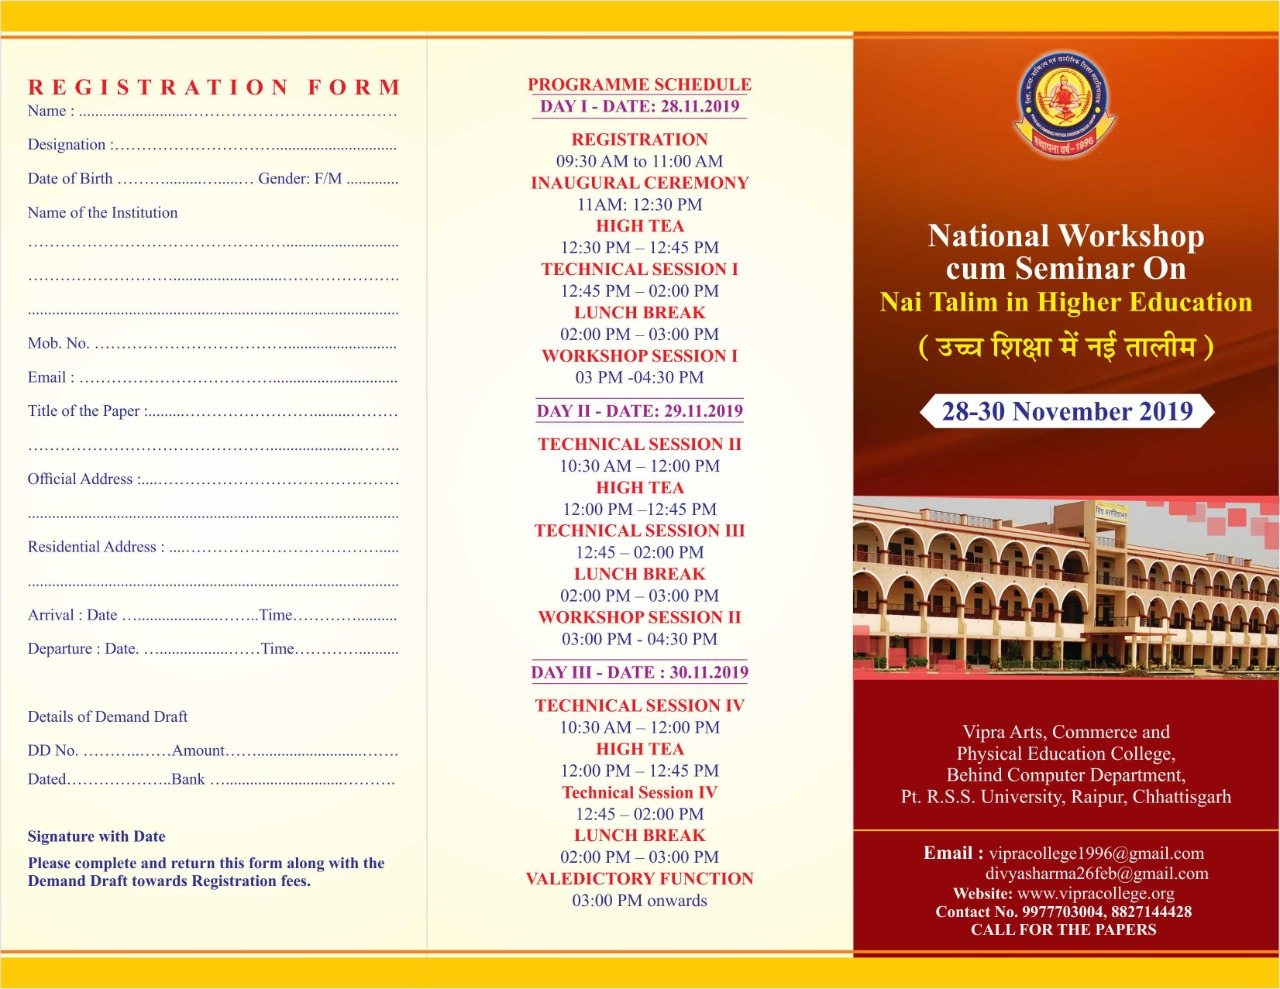 REGISTRATION FORM
Name : ..............................................................
Designation :..............................................................
Date of Birth ........................... Gender: F/M .............
Name of the Institution
..............................................................
..............................................................
..............................................................
Mob. No. ..............................................................
Email : ..............................................................
Title of the Paper :..............................................................
..............................................................
Official Address :..............................................................
..............................................................
Residential Address : ..............................................................
..............................................................
Arrival : Date ..............................Time..........................
Departure : Date. ..............................Time..........................
Details of Demand Draft
DD No. ..................Amount..............................
Dated....................Bank ..............................
Signature with Date
Please complete and return this form along with the
Demand Draft towards Registration fees.
PROGRAMME SCHEDULE
DAY I - DATE: 28.11.2019
REGISTRATION
09:30 AM to 11:00 AM
INAUGURAL CEREMONY
11AM: 12:30 PM
HIGH TEA
12:30 PM – 12:45 PM
TECHNICAL SESSION I
12:45 PM – 02:00 PM
LUNCH BREAK
02:00 PM – 03:00 PM
WORKSHOP SESSION I
03 PM -04:30 PM
DAY II - DATE: 29.11.2019
TECHNICAL SESSION II
10:30 AM – 12:00 PM
HIGH TEA
12:00 PM –12:45 PM
TECHNICAL SESSION III
12:45 – 02:00 PM
LUNCH BREAK
02:00 PM – 03:00 PM
WORKSHOP SESSION II
03:00 PM - 04:30 PM
DAY III - DATE : 30.11.2019
TECHNICAL SESSION IV
10:30 AM – 12:00 PM
HIGH TEA
12:00 PM – 12:45 PM
Technical Session IV
12:45 – 02:00 PM
LUNCH BREAK
02:00 PM – 03:00 PM
VALEDICTORY FUNCTION
03:00 PM onwards
स्थापना वर्ष-1996
National Workshop
cum Seminar On
Nai Talim in Higher Education
( उच्च शिक्षा में नई तालीम )
28-30 November 2019
Vipra Arts, Commerce and
Physical Education College,
Behind Computer Department,
Pt. R.S.S. University, Raipur, Chhattisgarh
Email : vipracollege1996@gmail.com
divyasharma26feb@gmail.com
Website: www.vipracollege.org
Contact No. 9977703004, 8827144428
CALL FOR THE PAPERS